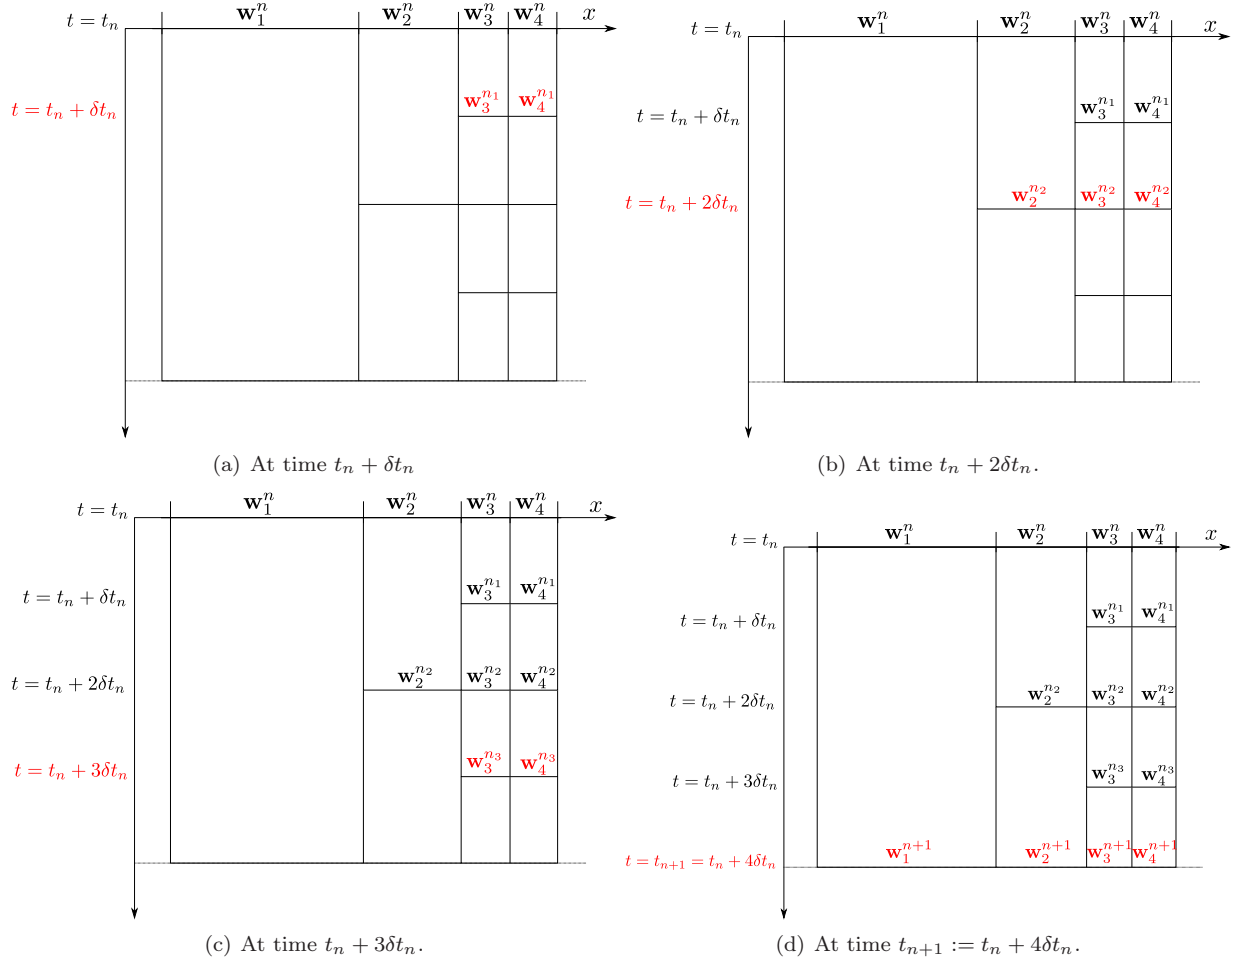 t = t_n w_1^n w_2^n w_3^n w_4^n x
t = t_n + δt_n w_3^{n_1} w_4^{n_1}
(a) At time t_n + δt_n
t = t_n w_1^n w_2^n w_3^n w_4^n x
t = t_n + δt_n w_3^{n_1} w_4^{n_1}
t = t_n + 2δt_n w_2^{n_2} w_3^{n_2} w_4^{n_2}
(b) At time t_n + 2δt_n.
t = t_n w_1^n w_2^n w_3^n w_4^n x
t = t_n + δt_n w_3^{n_1} w_4^{n_1}
t = t_n + 2δt_n w_2^{n_2} w_3^{n_2} w_4^{n_2}
t = t_n + 3δt_n w_3^{n_3} w_4^{n_3}
(c) At time t_n + 3δt_n.
t = t_n w_1^n w_2^n w_3^n w_4^n x
t = t_n + δt_n w_3^{n_1} w_4^{n_1}
t = t_n + 2δt_n w_2^{n_2} w_3^{n_2} w_4^{n_2}
t = t_n + 3δt_n w_3^{n_3} w_4^{n_3}
t = t_{n+1} = t_n + 4δt_n w_1^{n+1} w_2^{n+1} w_3^{n+1} w_4^{n+1}
(d) At time t_{n+1} := t_n + 4δt_n.